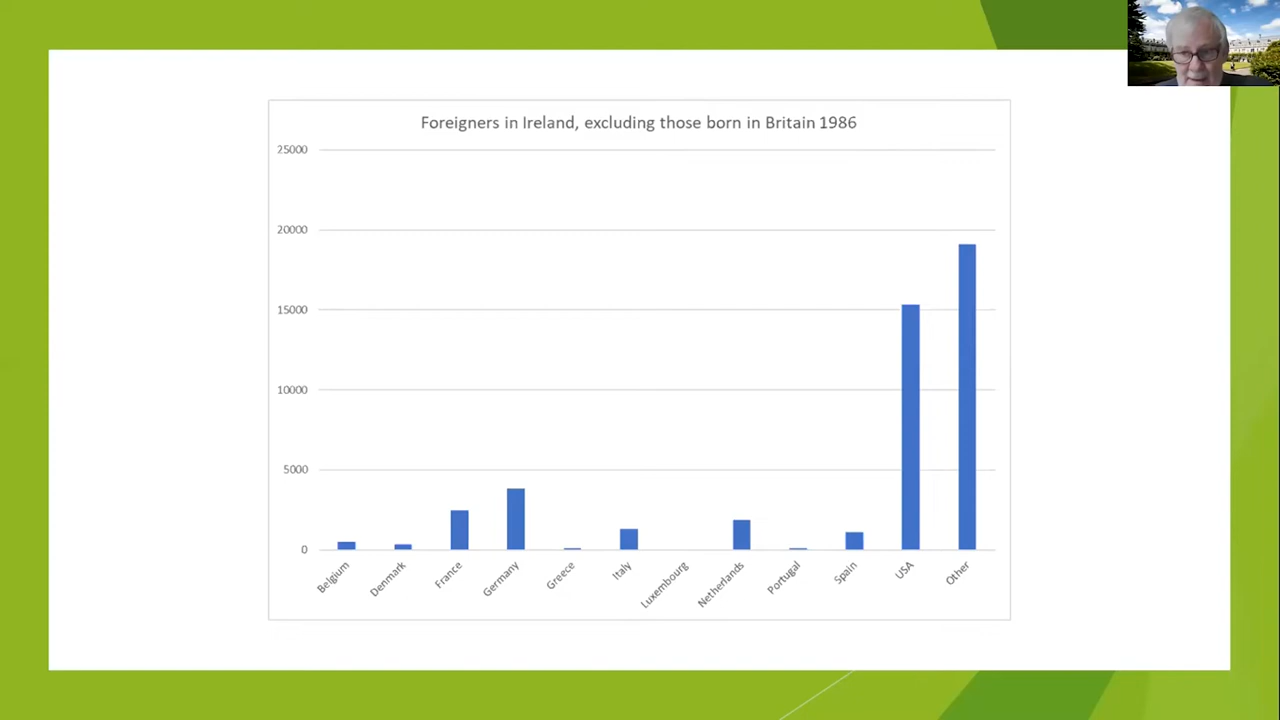 Foreigners in Ireland, excluding those born in Britain 1986
25000
20000
15000
10000
5000
0
Belgium
Denmark
France
Germany
Greece
Italy
Luxembourg
Netherlands
Portugal
Spain
USA
Other